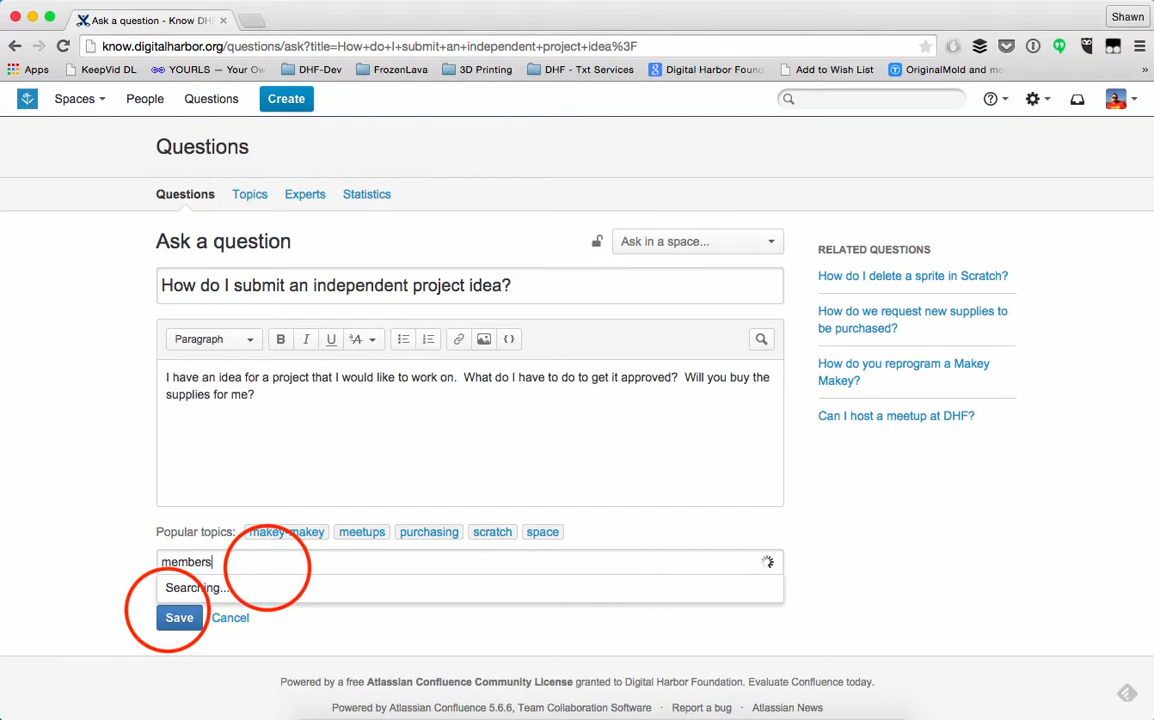 Ask a question - Know DHF
Shawn
know.digitalharbor.org/questions/ask?title=How+do+I+submit+an+independent+project+idea%3F
Apps KeepVid DL YOURLS — Your Ow DHF-Dev FrozenLava 3D Printing DHF - Txt Services Digital Harbor Foun Add to Wish List OriginalMold and mo »
Spaces People Questions Create
Questions
Questions Topics Experts Statistics
Ask a question
Ask in a space...
How do I submit an independent project idea?
Paragraph B I U A
I have an idea for a project that I would like to work on. What do I have to do to get it approved? Will you buy the
supplies for me?
Popular topics: makey-makey meetups purchasing scratch space
members
Searching...
Save Cancel
RELATED QUESTIONS
How do I delete a sprite in Scratch?
How do we request new supplies to
be purchased?
How do you reprogram a Makey
Makey?
Can I host a meetup at DHF?
Powered by a free Atlassian Confluence Community License granted to Digital Harbor Foundation. Evaluate Confluence today.
Powered by Atlassian Confluence 5.6.6, Team Collaboration Software · Report a bug · Atlassian News